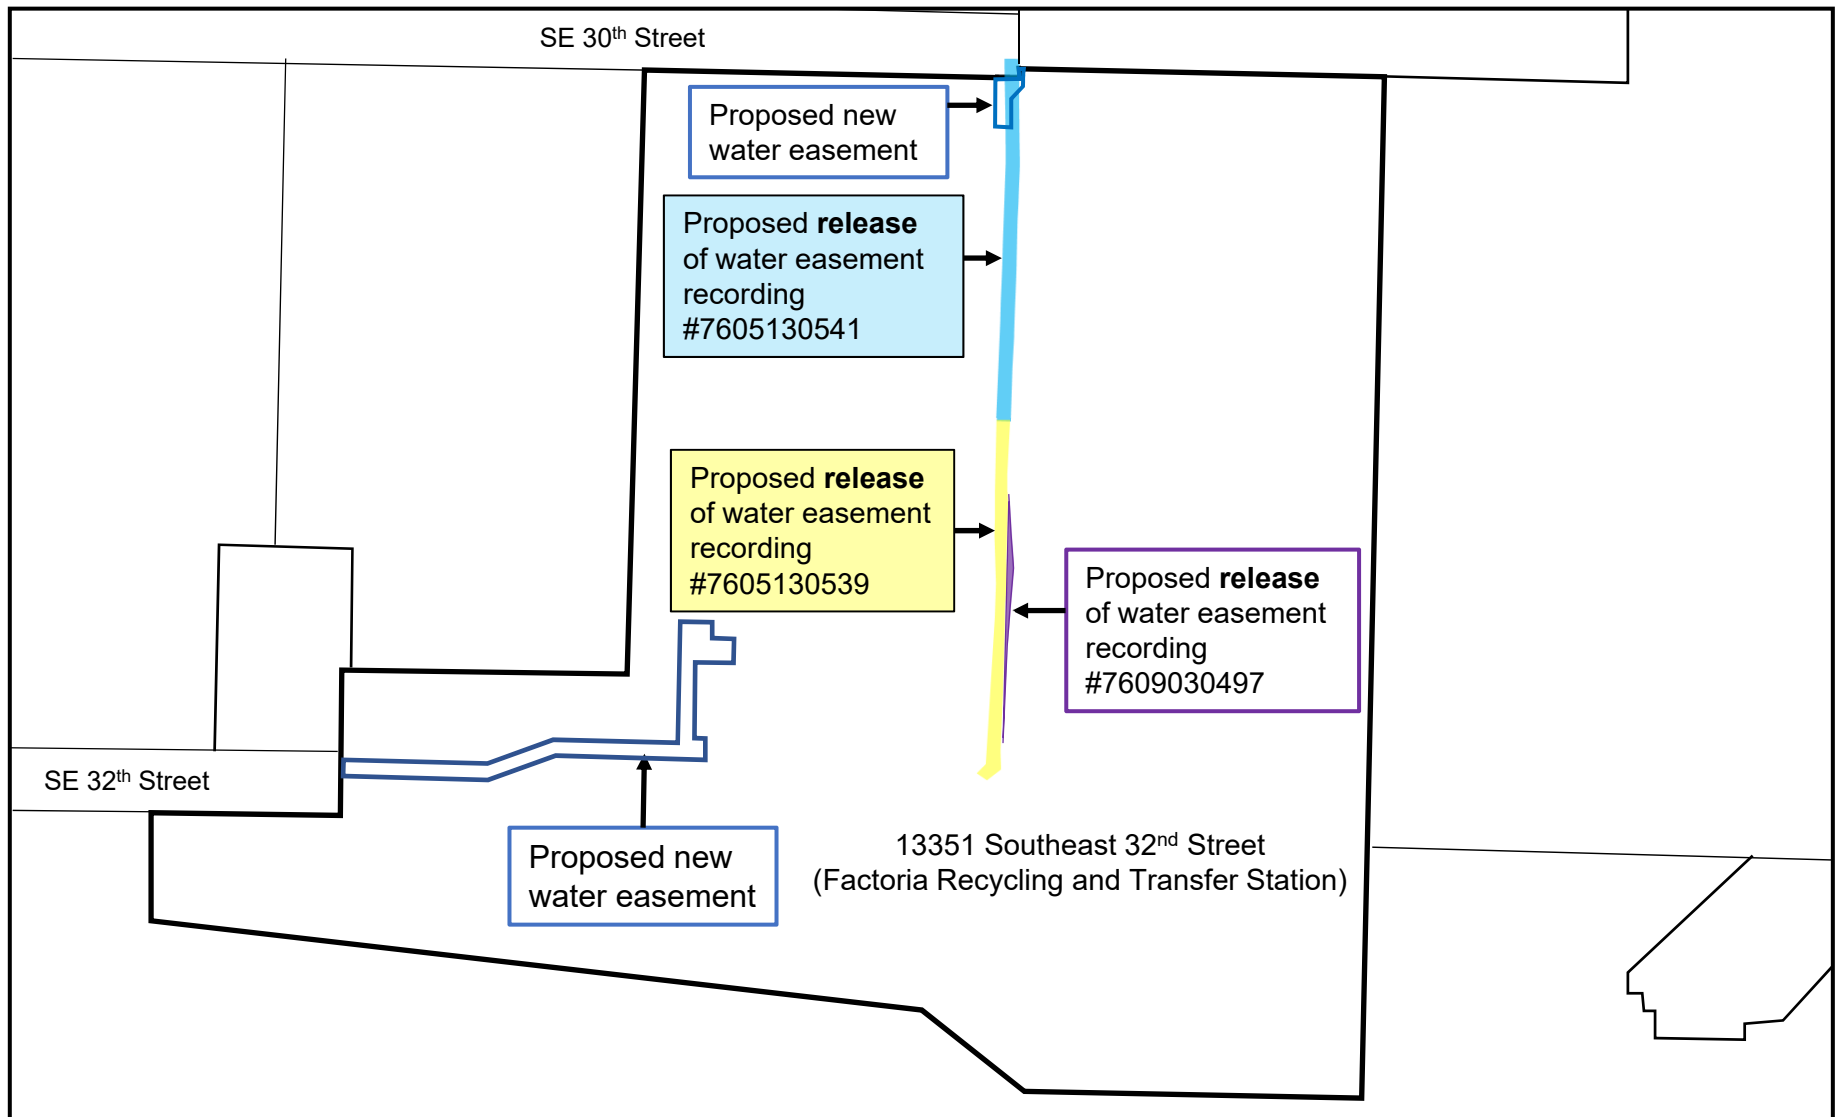 SE 30th Street
Proposed new
water easement
Proposed release
of water easement
recording
#7605130541
Proposed release
of water easement
recording
#7605130539
Proposed release
of water easement
recording
#7609030497
SE 32th Street
Proposed new
water easement
13351 Southeast 32nd Street
(Factoria Recycling and Transfer Station)